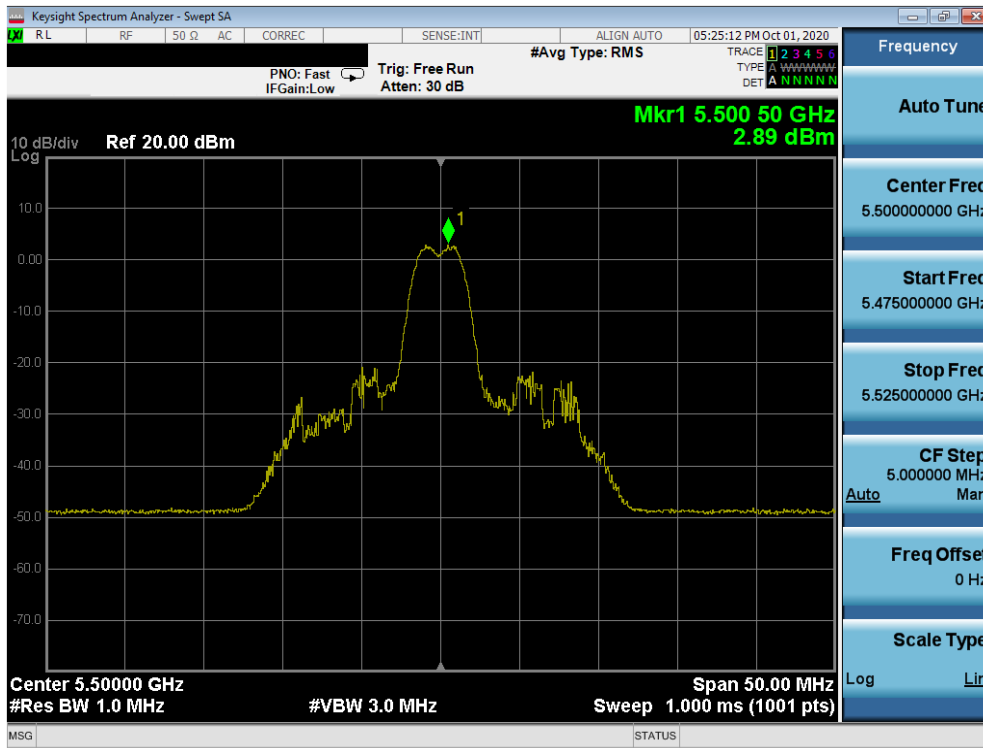 Keysight Spectrum Analyzer - Swept SA
LXI RL RF 50 Ω AC CORREC SENSE:INT ALIGN AUTO 05:25:12 PM Oct 01, 2020
PNO: Fast
IFGain:Low
Trig: Free Run
Atten: 30 dB
#Avg Type: RMS
TRACE 1 2 3 4 5 6
TYPE A WWWWW
DET A N N N N N
Mkr1 5.500 50 GHz
2.89 dBm
10 dB/div Ref 20.00 dBm
Log
1
10.0
0.00
-10.0
-20.0
-30.0
-40.0
-50.0
-60.0
-70.0
Center 5.50000 GHz Span 50.00 MHz
#Res BW 1.0 MHz #VBW 3.0 MHz Sweep 1.000 ms (1001 pts)
MSG STATUS
Frequency
Auto Tune
Center Freq
5.500000000 GHz
Start Freq
5.475000000 GHz
Stop Freq
5.525000000 GHz
CF Step
5.000000 MHz
Auto Man
Freq Offset
0 Hz
Scale Type
Log Lin